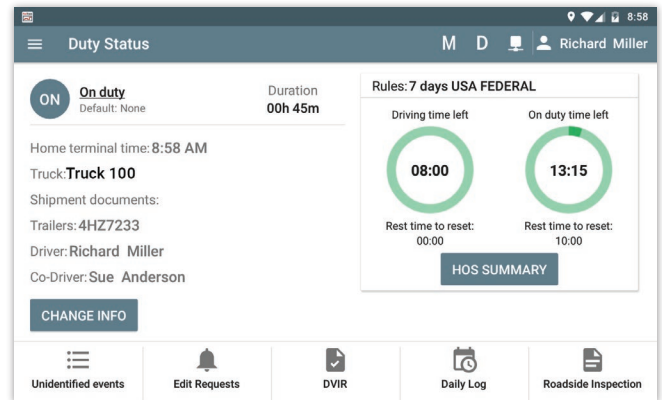 8:58
Duty Status M D Richard Miller
ON On duty Duration
Default: None 00h 45m
Home terminal time: 8:58 AM
Truck: Truck 100
Shipment documents:
Trailers: 4HZ7233
Driver: Richard Miller
Co-Driver: Sue Anderson
CHANGE INFO
Rules: 7 days USA FEDERAL
Driving time left On duty time left
08:00 13:15
Rest time to reset: Rest time to reset:
00:00 10:00
HOS SUMMARY
Unidentified events Edit Requests DVIR Daily Log Roadside Inspection